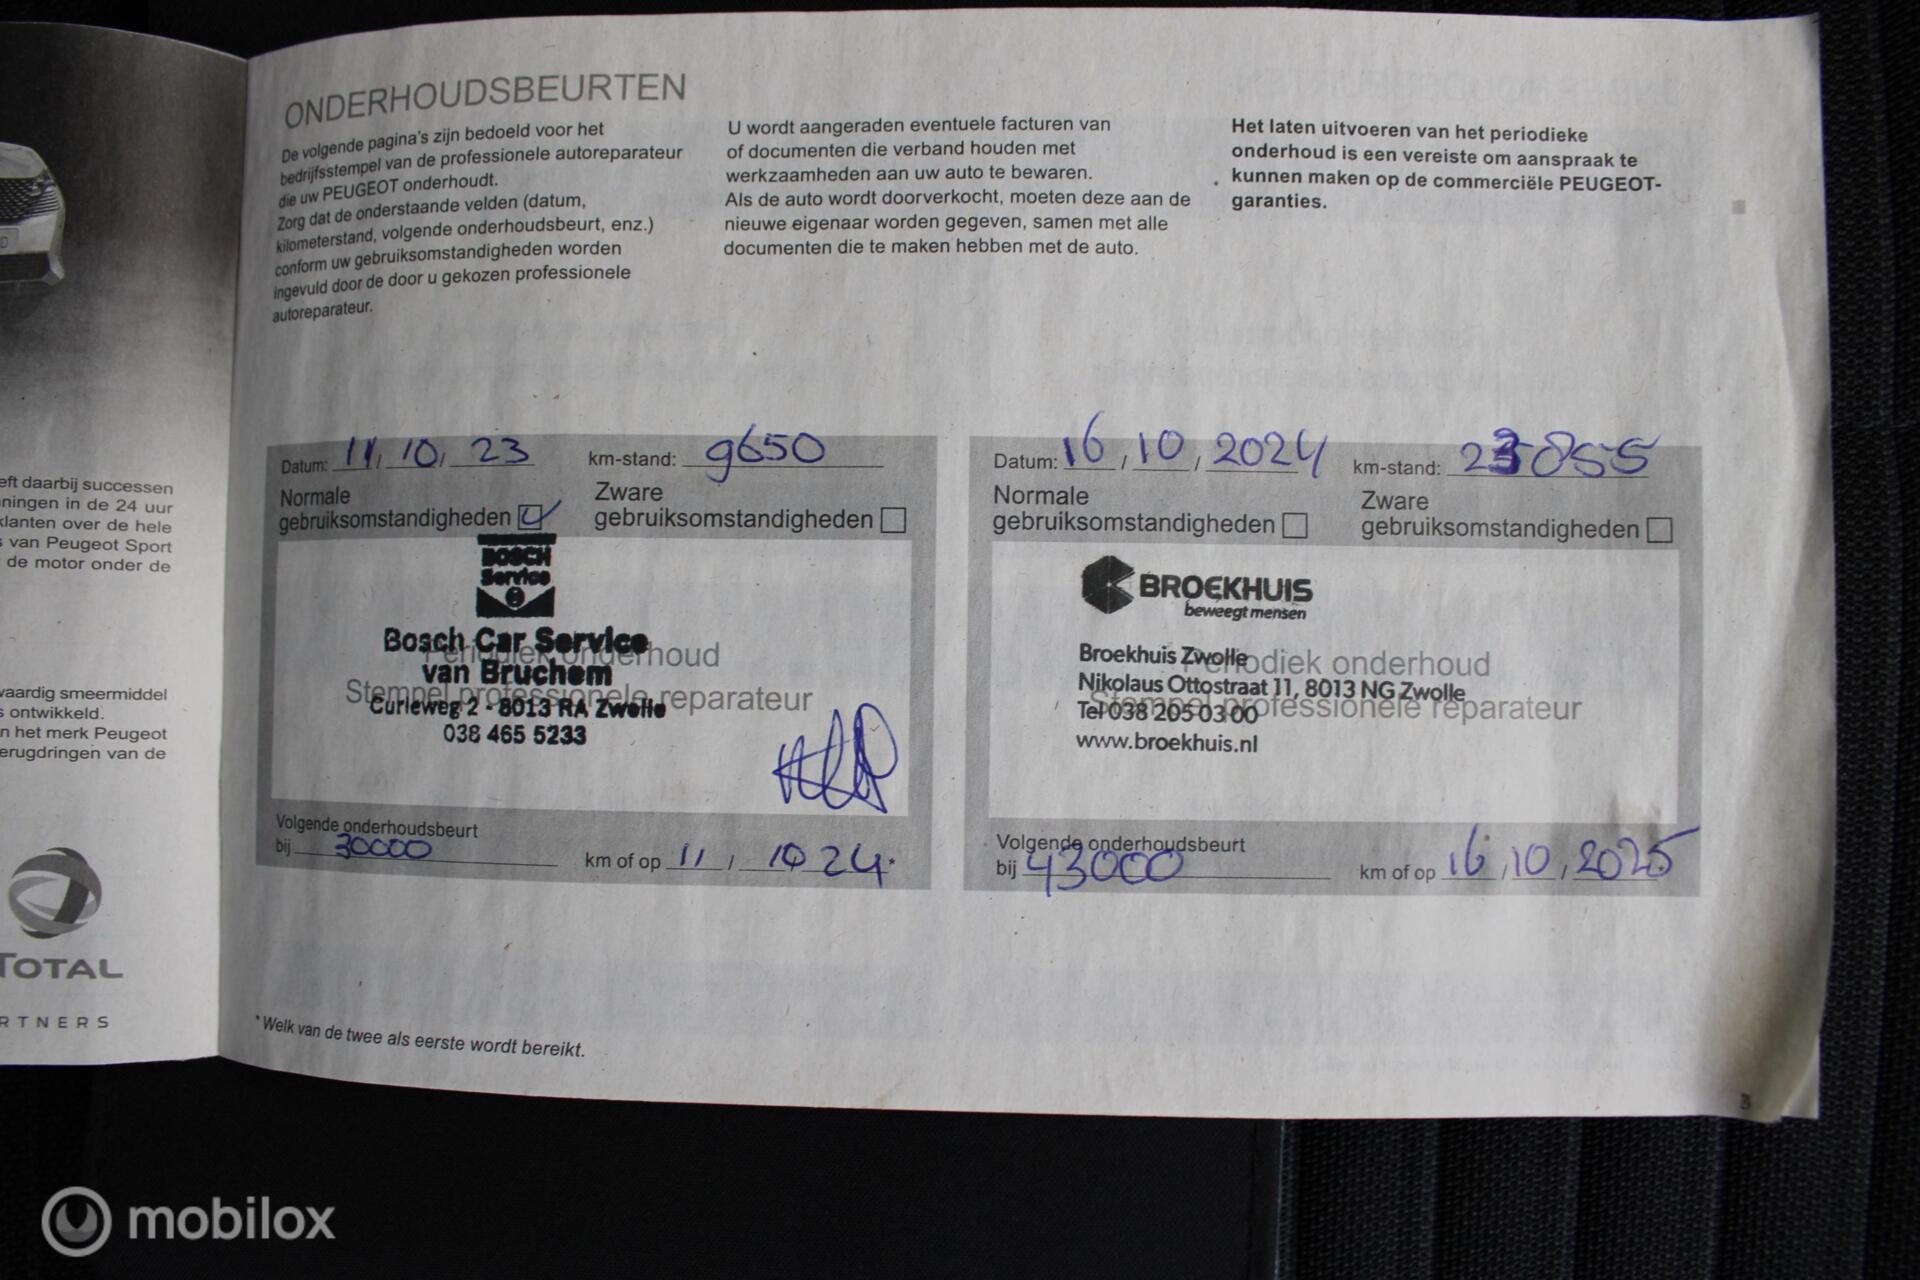 eft daarbij successen
ningen in de 24 uur
klanten over de hele
van Peugeot Sport
de motor onder de
vaardig smeermiddel
s ontwikkeld.
n het merk Peugeot
erugdringen van de
TOTAL
RTNERS
ONDERHOUDSBEURTEN
De volgende pagina's zijn bedoeld voor het
bedrijfsstempel van de professionele autoreparateur
die uw PEUGEOT onderhoudt.
Zorg dat de onderstaande velden (datum,
kilometerstand, volgende onderhoudsbeurt, enz.)
conform uw gebruiksomstandigheden worden
ingevuld door de door u gekozen professionele
autoreparateur.
U wordt aangeraden eventuele facturen van
of documenten die verband houden met
werkzaamheden aan uw auto te bewaren.
Als de auto wordt doorverkocht, moeten deze aan de
nieuwe eigenaar worden gegeven, samen met alle
documenten die te maken hebben met de auto.
Het laten uitvoeren van het periodieke
onderhoud is een vereiste om aanspraak te
kunnen maken op de commerciële PEUGEOT-
garanties.
Datum: 11, 10, 23 km-stand: 9650
Normale
gebruiksomstandigheden
Zware
gebruiksomstandigheden
BOSCH
Service
Bosch Car Service
Periodiek onderhoud
van Bruchem
Stempel professionele reparateur
Curieweg 2 - 8013 RA Zwolle
038 465 5233
Volgende onderhoudsbeurt
bij 30000 km of op 11 / 10 24 *
Datum: 16 / 10 / 2024 km-stand: 23855
Normale
gebruiksomstandigheden
Zware
gebruiksomstandigheden
BROEKHUIS
beweegt mensen
Broekhuis Zwolle
Periodiek onderhoud
Nikolaus Ottostraat 11, 8013 NG Zwolle
Stempel professionele reparateur
Tel 038 205 03 00
www.broekhuis.nl
Volgende onderhoudsbeurt
bij 43000 km of op 16 / 10 / 2025
* Welk van de twee als eerste wordt bereikt.
3
mobilox